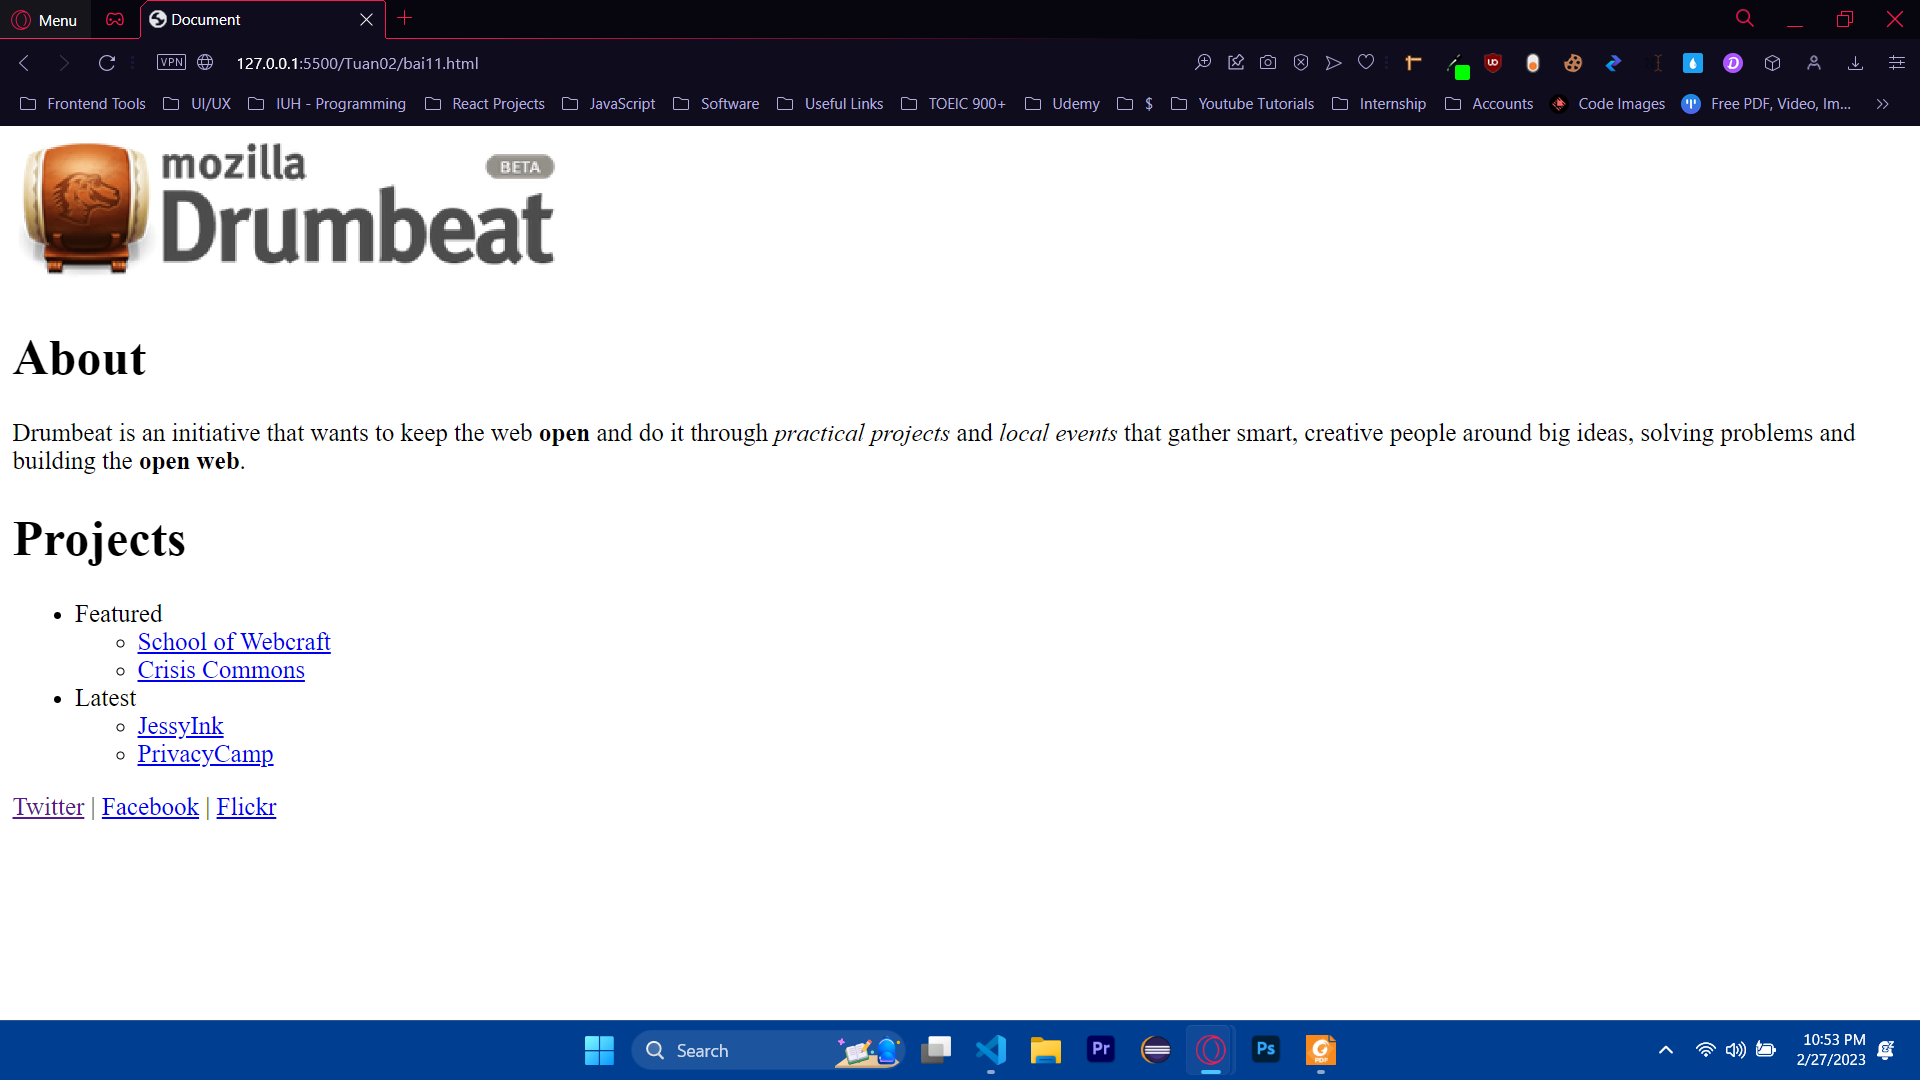 Menu
Document
VPN
127.0.0.1:5500/Tuan02/bai11.html
Frontend Tools UI/UX IUH - Programming React Projects JavaScript Software Useful Links TOEIC 900+ Udemy $ Youtube Tutorials Internship Accounts Code Images Free PDF, Video, Im...
mozilla
BETA
Drumbeat
About
Drumbeat is an initiative that wants to keep the web open and do it through practical projects and local events that gather smart, creative people around big ideas, solving problems and
building the open web.
Projects
• Featured
◦ School of Webcraft
◦ Crisis Commons
• Latest
◦ JessyInk
◦ PrivacyCamp
Twitter | Facebook | Flickr
Search
Pr
Ps
PDF
10:53 PM
2/27/2023